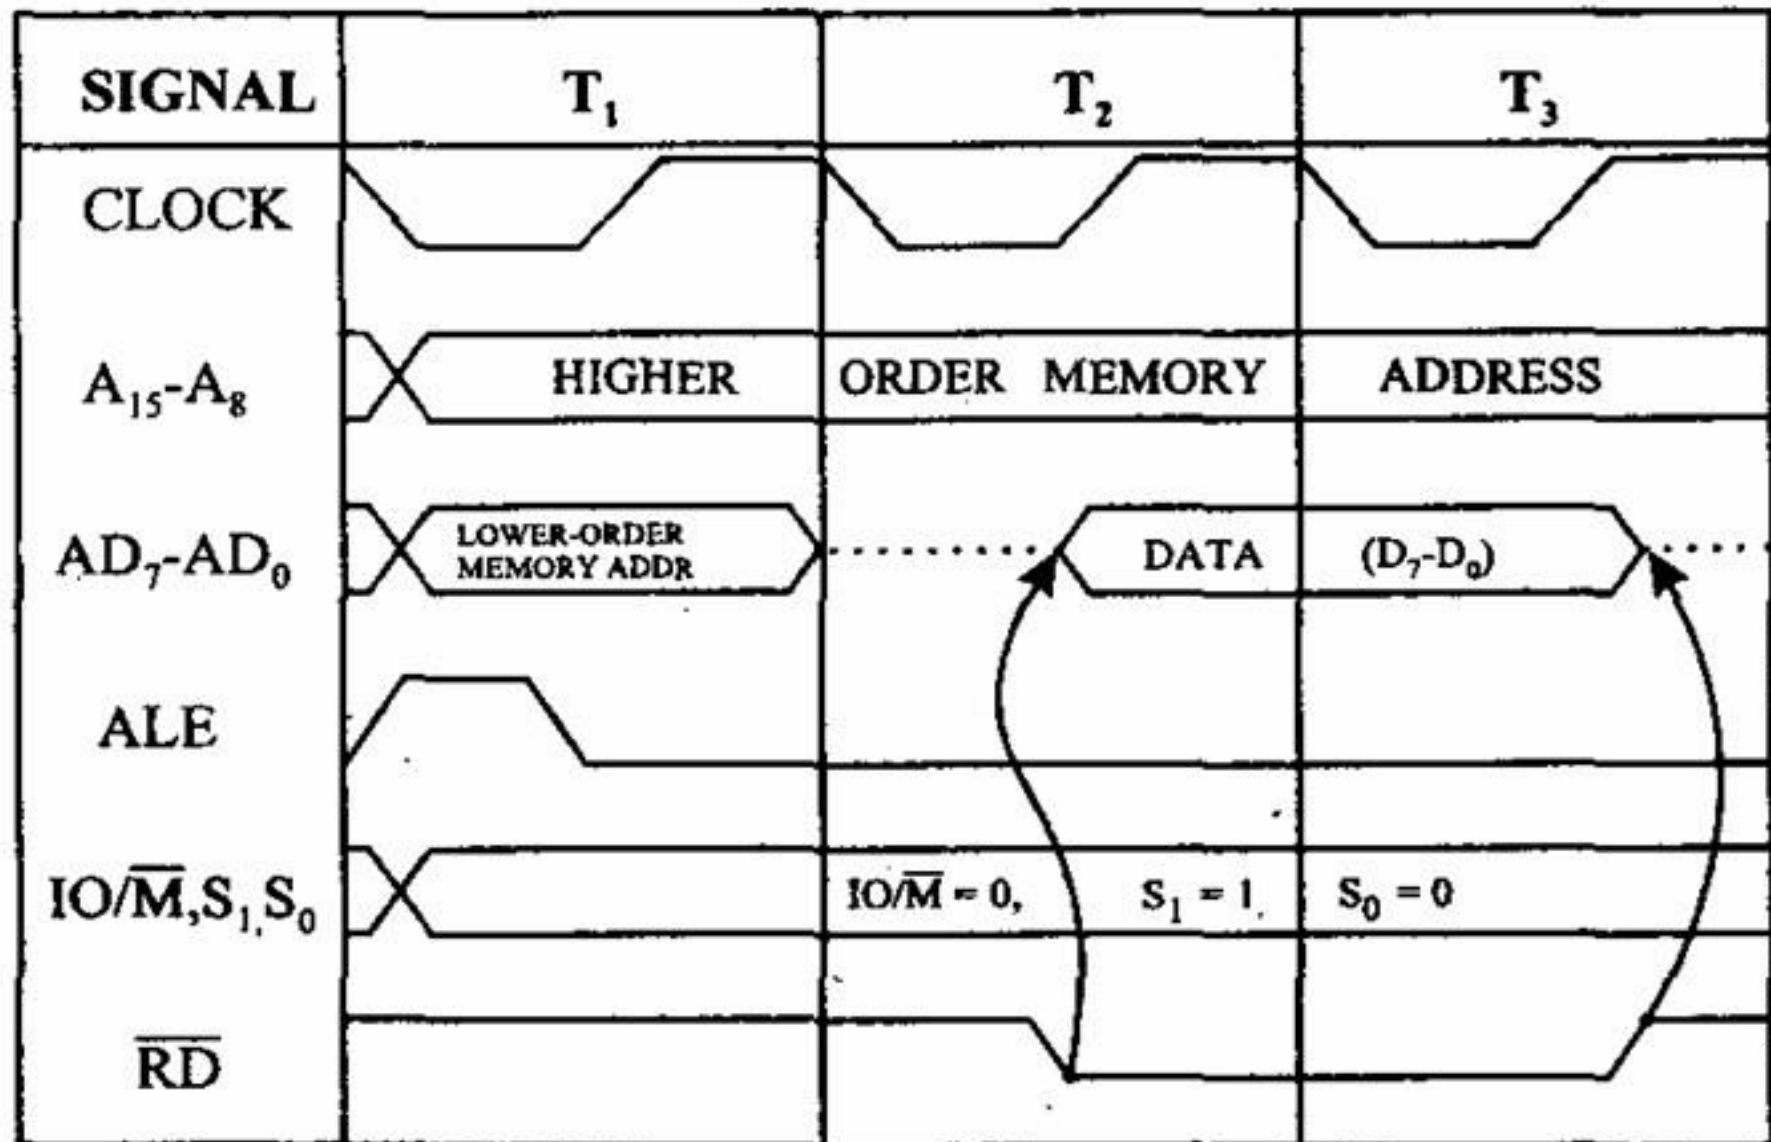 SIGNAL T₁ T₂ T₃
CLOCK
A₁₅-A₈ HIGHER ORDER MEMORY ADDRESS
AD₇-AD₀ LOWER-ORDER MEMORY ADDR DATA (D₇-D₀)
ALE
IO/M̅,S₁,S₀ IO/M̅ = 0, S₁ = 1, S₀ = 0
R̅D̅